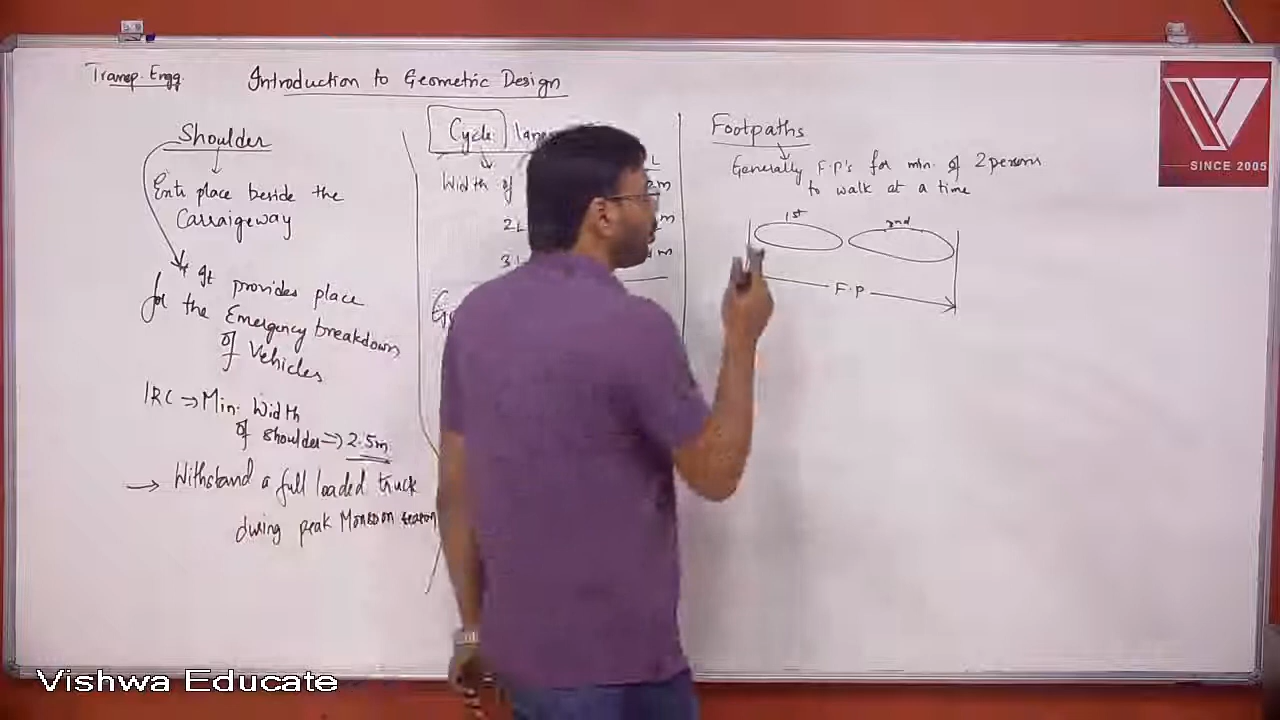 Transp. Engg.
Introduction to Geometric Design
Shoulder
place beside the
Carraigeway
* It provides place
for the Emergency breakdown
of Vehicles
IRC => Min. Width
of shoulder => 2.5m
→ Withstand a full loaded truck
during peak Monsoon season
Cycle
Width of
Footpaths
Generally F.P's for min. of 2 persons
to walk at a time
1st
2nd
F.P
SINCE 2005
Vishwa Educate